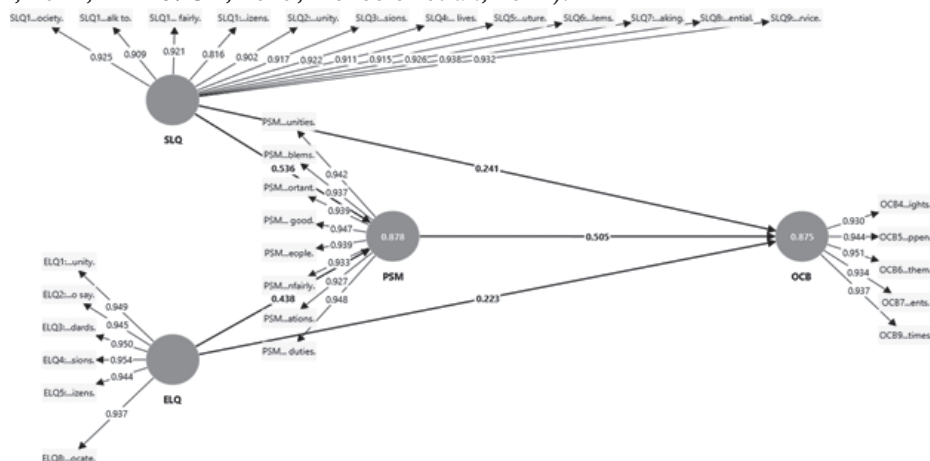 SLQ1...ociety. SLQ1...alk to. SLQ1... fairly. SLQ1:...izens. SLQ2:...unity. SLQ3:...sions. SLQ4:... lives. SLQ5:...uture. SLQ6:...lems. SLQ7:...aking. SLQ8:...ential. SLQ9:...rvice.
0.925 0.909 0.921 0.816 0.902 0.917 0.922 0.911 0.915 0.926 0.938 0.932
SLQ
PSM...unities.
PSM...blems.
0.536
0.241
PSM...ortant.
PSM... good.
PSM...eople.
PSM...nfairly.
PSM...ations.
PSM... duties.
0.942
0.937
0.939
0.947
0.939
0.933
0.927
0.948
0.878
PSM
0.505
0.438
0.223
0.875
OCB
0.930
0.944
0.951
0.934
0.937
OCB4...ights.
OCB5...ppen.
OCB6...them.
OCB7...ents.
OCB9...times.
ELQ1:...unity.
ELQ2:...o say.
ELQ3:...dards.
ELQ4:...sions.
ELQ5:...izens.
ELQ8:...ocate.
0.949
0.945
0.950
0.954
0.944
0.937
ELQ